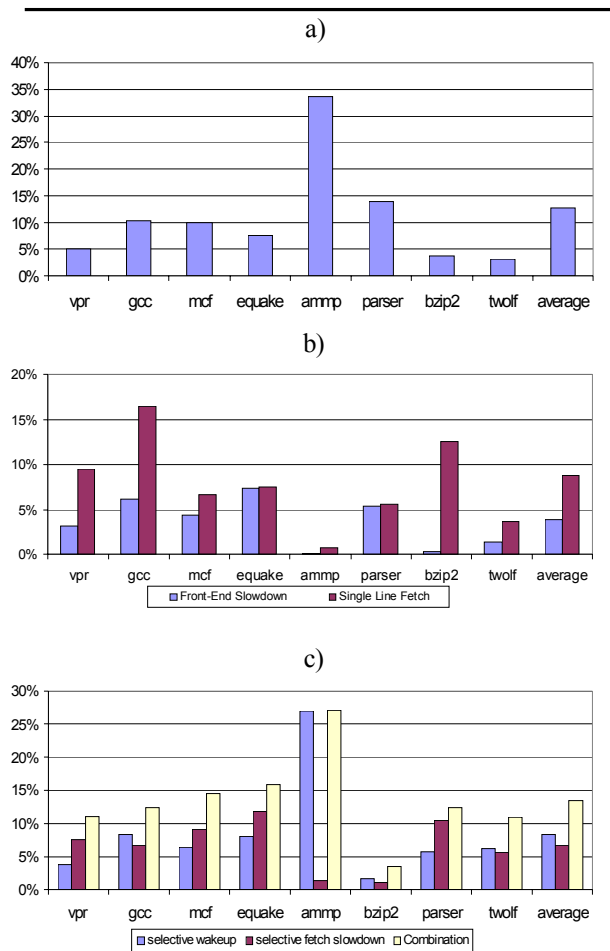 a)
40%
35%
30%
25%
20%
15%
10%
5%
0%
vpr gcc mcf equake ammp parser bzip2 twolf average
b)
20%
15%
10%
5%
0%
vpr gcc mcf equake ammp parser bzip2 twolf average
Front-End Slowdown Single Line Fetch
c)
30%
25%
20%
15%
10%
5%
0%
vpr gcc mcf equake ammp bzip2 parser twolf average
selective wakeup selective fetch slowdown Combination